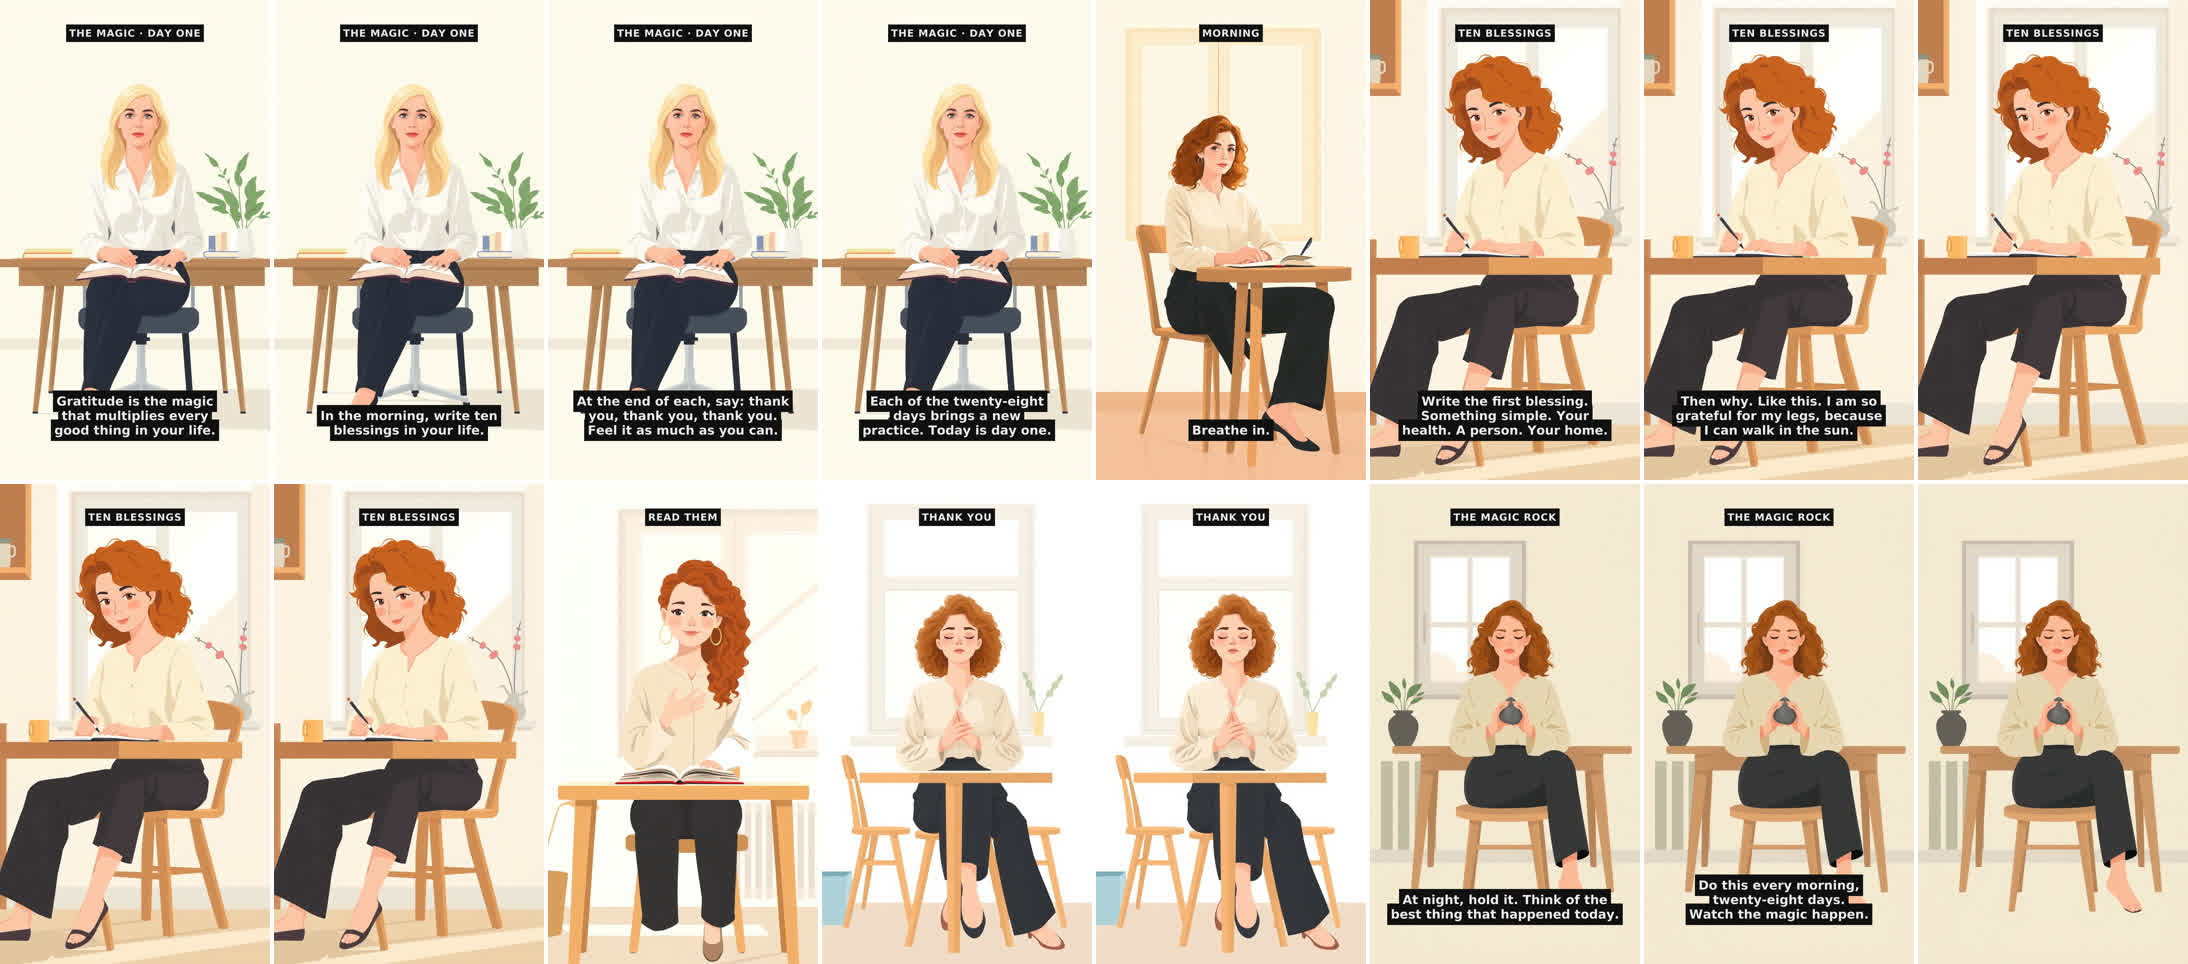 THE MAGIC · DAY ONE
Gratitude is the magic
that multiplies every
good thing in your life.
THE MAGIC · DAY ONE
In the morning, write ten
blessings in your life.
THE MAGIC · DAY ONE
At the end of each, say: thank
you, thank you, thank you.
Feel it as much as you can.
THE MAGIC · DAY ONE
Each of the twenty-eight
days brings a new
practice. Today is day one.
MORNING
Breathe in.
TEN BLESSINGS
Write the first blessing.
Something simple. Your
health. A person. Your home.
TEN BLESSINGS
Then why. Like this. I am so
grateful for my legs, because
I can walk in the sun.
TEN BLESSINGS
TEN BLESSINGS
TEN BLESSINGS
READ THEM
THANK YOU
THANK YOU
THE MAGIC ROCK
At night, hold it. Think of the
best thing that happened today.
THE MAGIC ROCK
Do this every morning,
twenty-eight days.
Watch the magic happen.